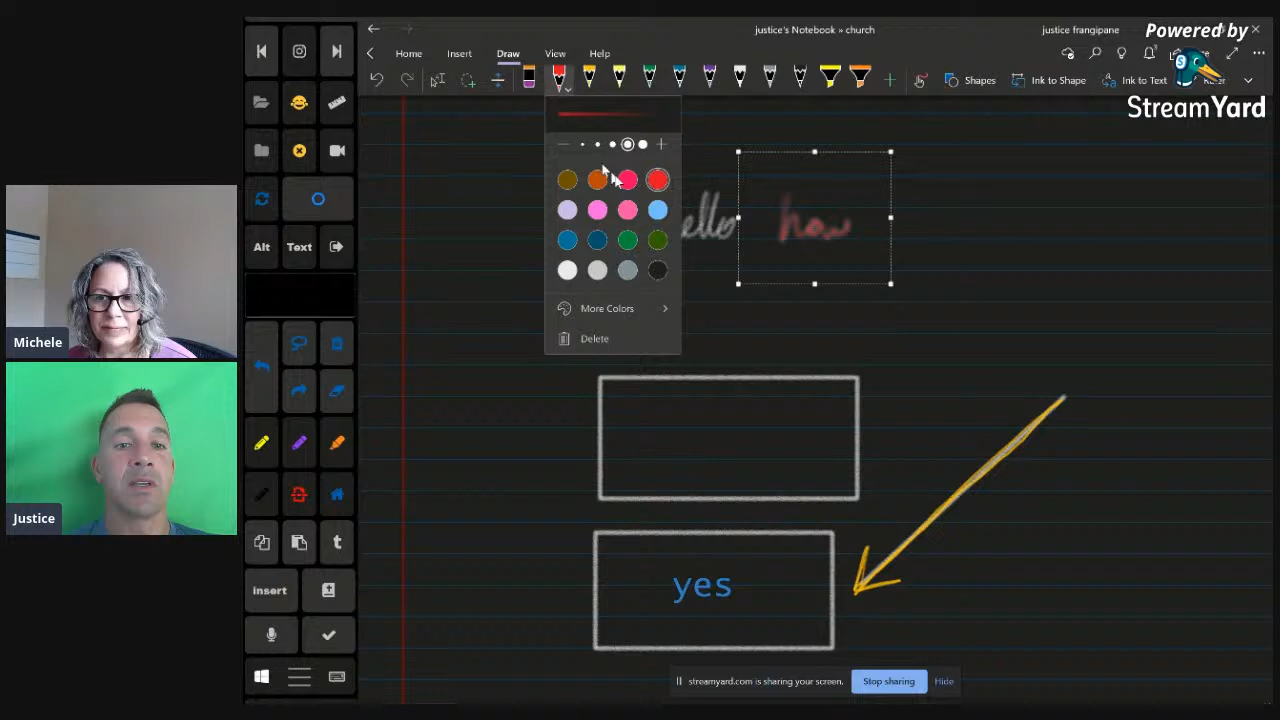 justice's Notebook » church
justice frangipane
Powered by
StreamYard
Home Insert Draw View Help
Shapes Ink to Shape Ink to Text Ruler
Alt Text
ello how
More Colors
Delete
Michele
Justice
yes
t
insert
streamyard.com is sharing your screen. Stop sharing Hide